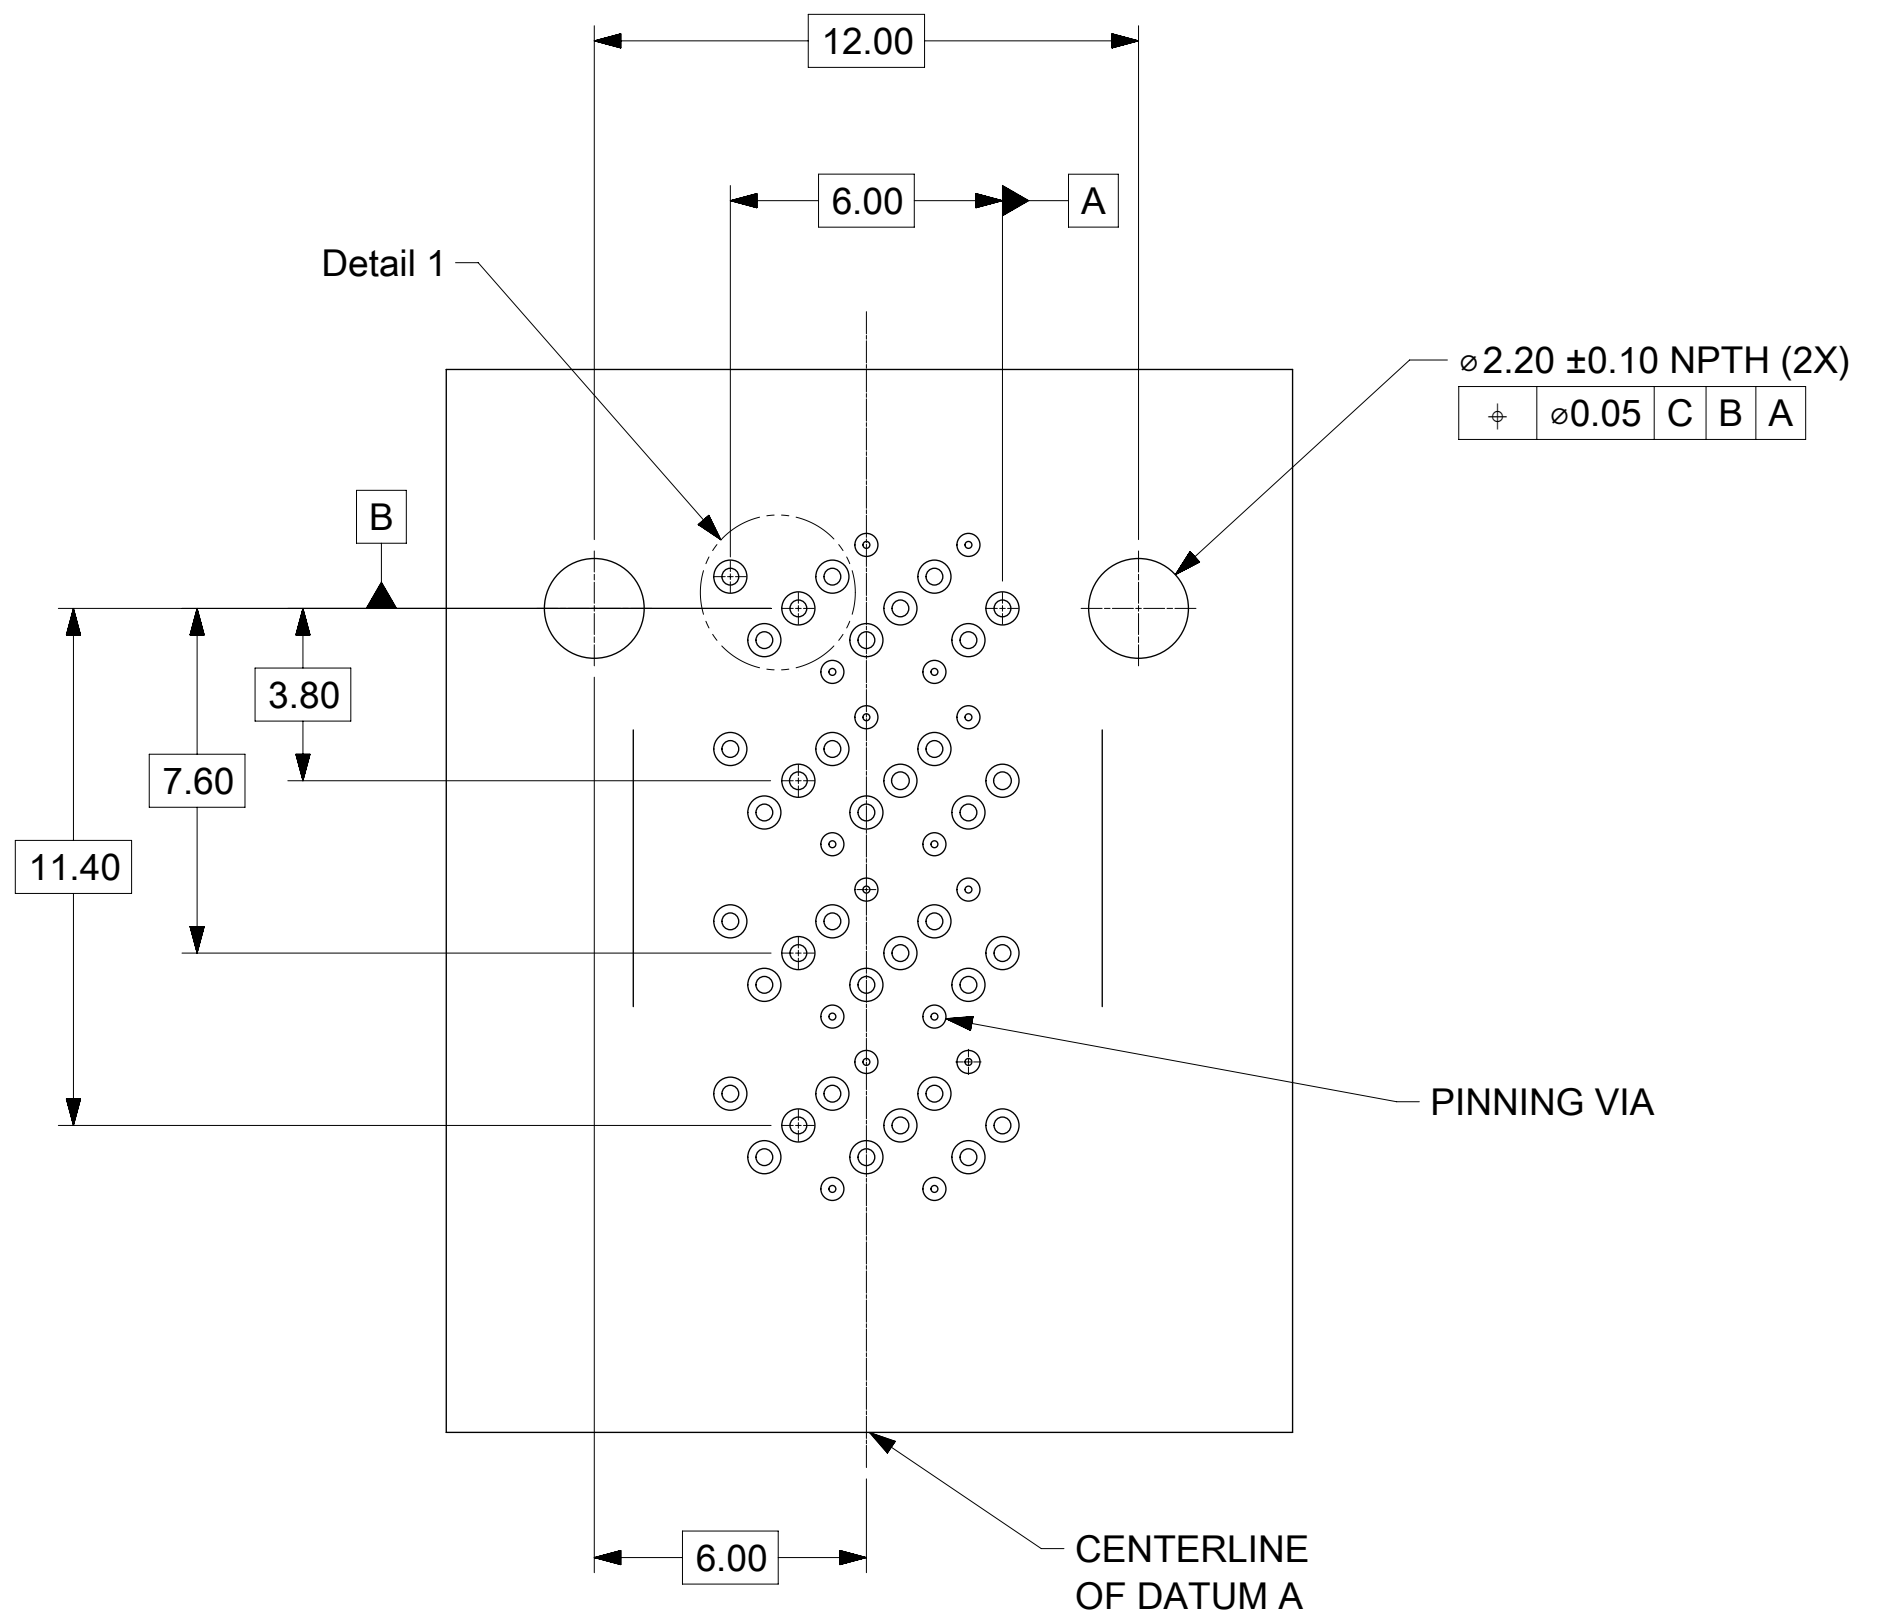 12.00
6.00
A
Detail 1
⌀2.20 ±0.10 NPTH (2X)
⌖ ⌀0.05 C B A
B
3.80
7.60
11.40
PINNING VIA
6.00
CENTERLINE
OF DATUM A